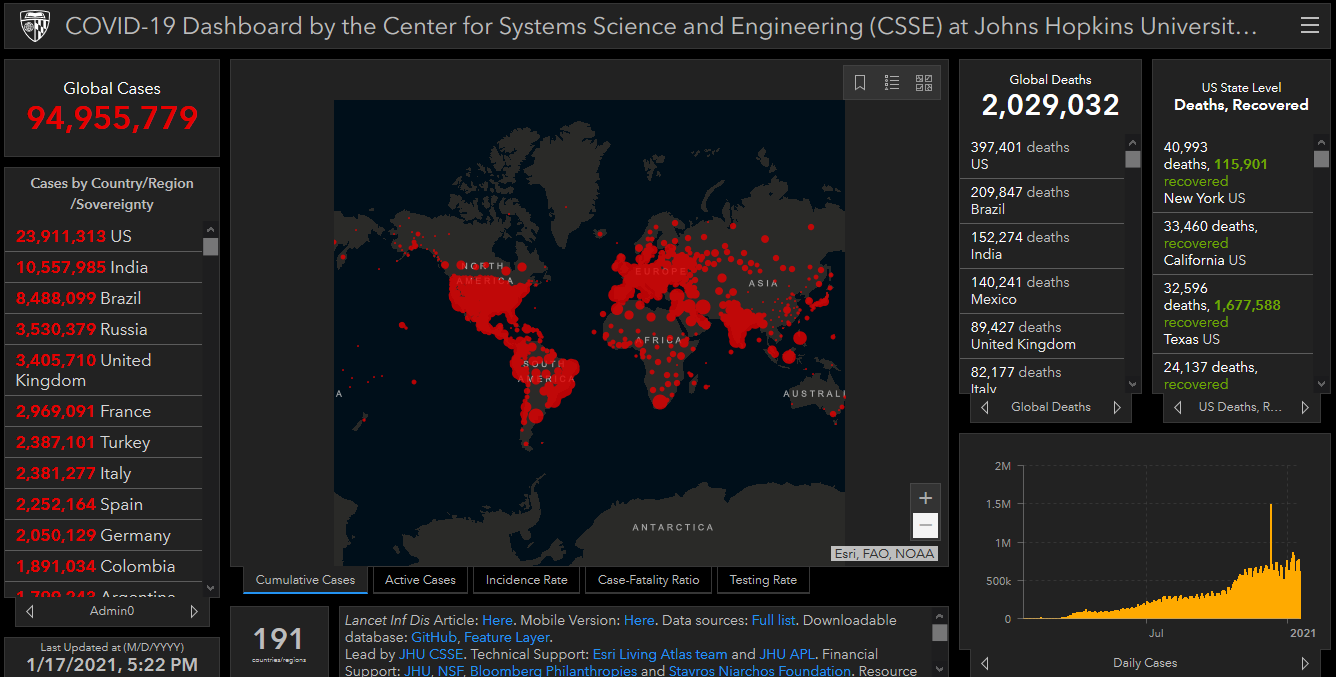 COVID-19 Dashboard by the Center for Systems Science and Engineering (CSSE) at Johns Hopkins Universit…
Global Cases
94,955,779
Cases by Country/Region
/Sovereignty
23,911,313 US
10,557,985 India
8,488,099 Brazil
3,530,379 Russia
3,405,710 United
Kingdom
2,969,091 France
2,387,101 Turkey
2,381,277 Italy
2,252,164 Spain
2,050,129 Germany
1,891,034 Colombia
Argentina
Admin0
Last Updated at (M/D/YYYY)
1/17/2021, 5:22 PM
NORTH
AMERICA
SOUTH
AMERICA
EUROPE
AFRICA
ASIA
AUSTRALI
A
ANTARCTICA
+
−
Esri, FAO, NOAA
Cumulative Cases
Active Cases
Incidence Rate
Case-Fatality Ratio
Testing Rate
191
countries/regions
Lancet Inf Dis Article: Here. Mobile Version: Here. Data sources: Full list. Downloadable
database: GitHub, Feature Layer.
Lead by JHU CSSE. Technical Support: Esri Living Atlas team and JHU APL. Financial
Support: JHU, NSF, Bloomberg Philanthropies and Stavros Niarchos Foundation. Resource
Global Deaths
2,029,032
397,401 deaths
US
209,847 deaths
Brazil
152,274 deaths
India
140,241 deaths
Mexico
89,427 deaths
United Kingdom
82,177 deaths
Italy
Global Deaths
US State Level
Deaths, Recovered
40,993
deaths, 115,901
recovered
New York US
33,460 deaths,
recovered
California US
32,596
deaths, 1,677,588
recovered
Texas US
24,137 deaths,
recovered
US Deaths, R...
2M
1.5M
1M
500k
0
Jul
2021
Daily Cases